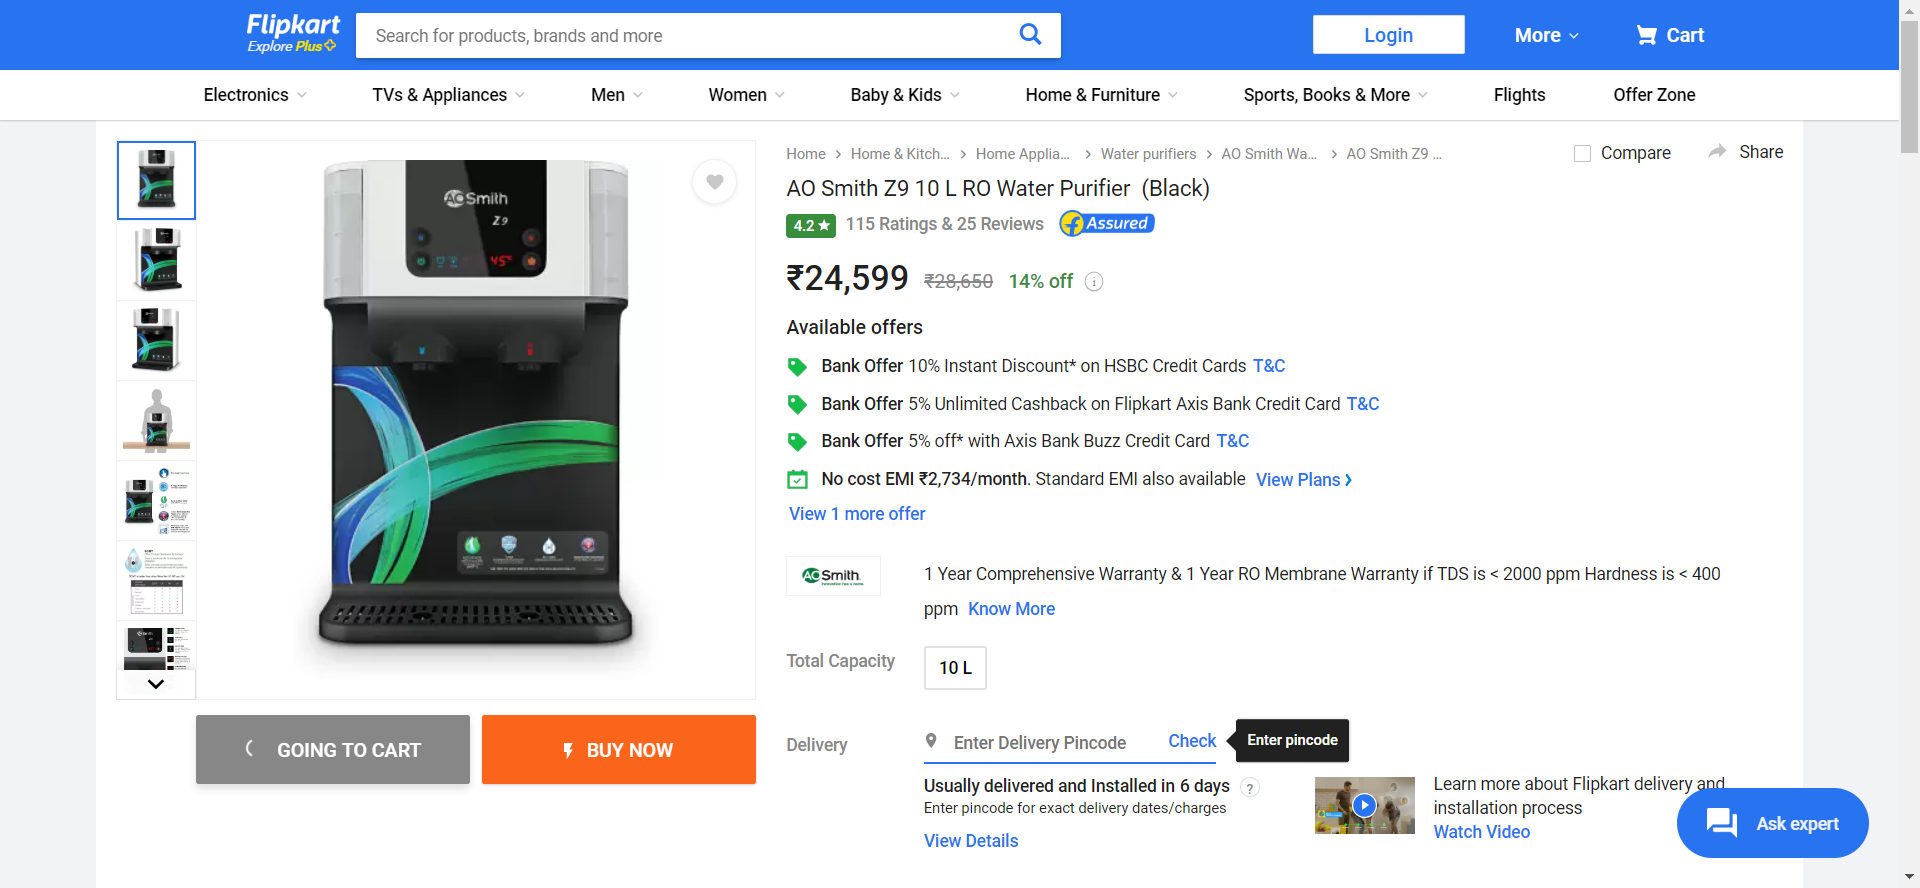 Flipkart
Explore Plus
Search for products, brands and more
Login
More
Cart
Electronics
TVs & Appliances
Men
Women
Baby & Kids
Home & Furniture
Sports, Books & More
Flights
Offer Zone
Home
Home & Kitch...
Home Applia...
Water purifiers
AO Smith Wa...
AO Smith Z9 ...
Compare
Share
AO Smith Z9 10 L RO Water Purifier (Black)
4.2 ★ 115 Ratings & 25 Reviews
Assured
₹24,599 ₹28,650 14% off
Available offers
Bank Offer 10% Instant Discount* on HSBC Credit Cards T&C
Bank Offer 5% Unlimited Cashback on Flipkart Axis Bank Credit Card T&C
Bank Offer 5% off* with Axis Bank Buzz Credit Card T&C
No cost EMI ₹2,734/month. Standard EMI also available View Plans
View 1 more offer
AO Smith
Z9
45°C
AO Smith
1 Year Comprehensive Warranty & 1 Year RO Membrane Warranty if TDS is < 2000 ppm Hardness is < 400
ppm Know More
Total Capacity
10 L
GOING TO CART
BUY NOW
Delivery
Enter Delivery Pincode
Check
Enter pincode
Usually delivered and Installed in 6 days ?
Enter pincode for exact delivery dates/charges
View Details
Learn more about Flipkart delivery and
installation process
Watch Video
Ask expert